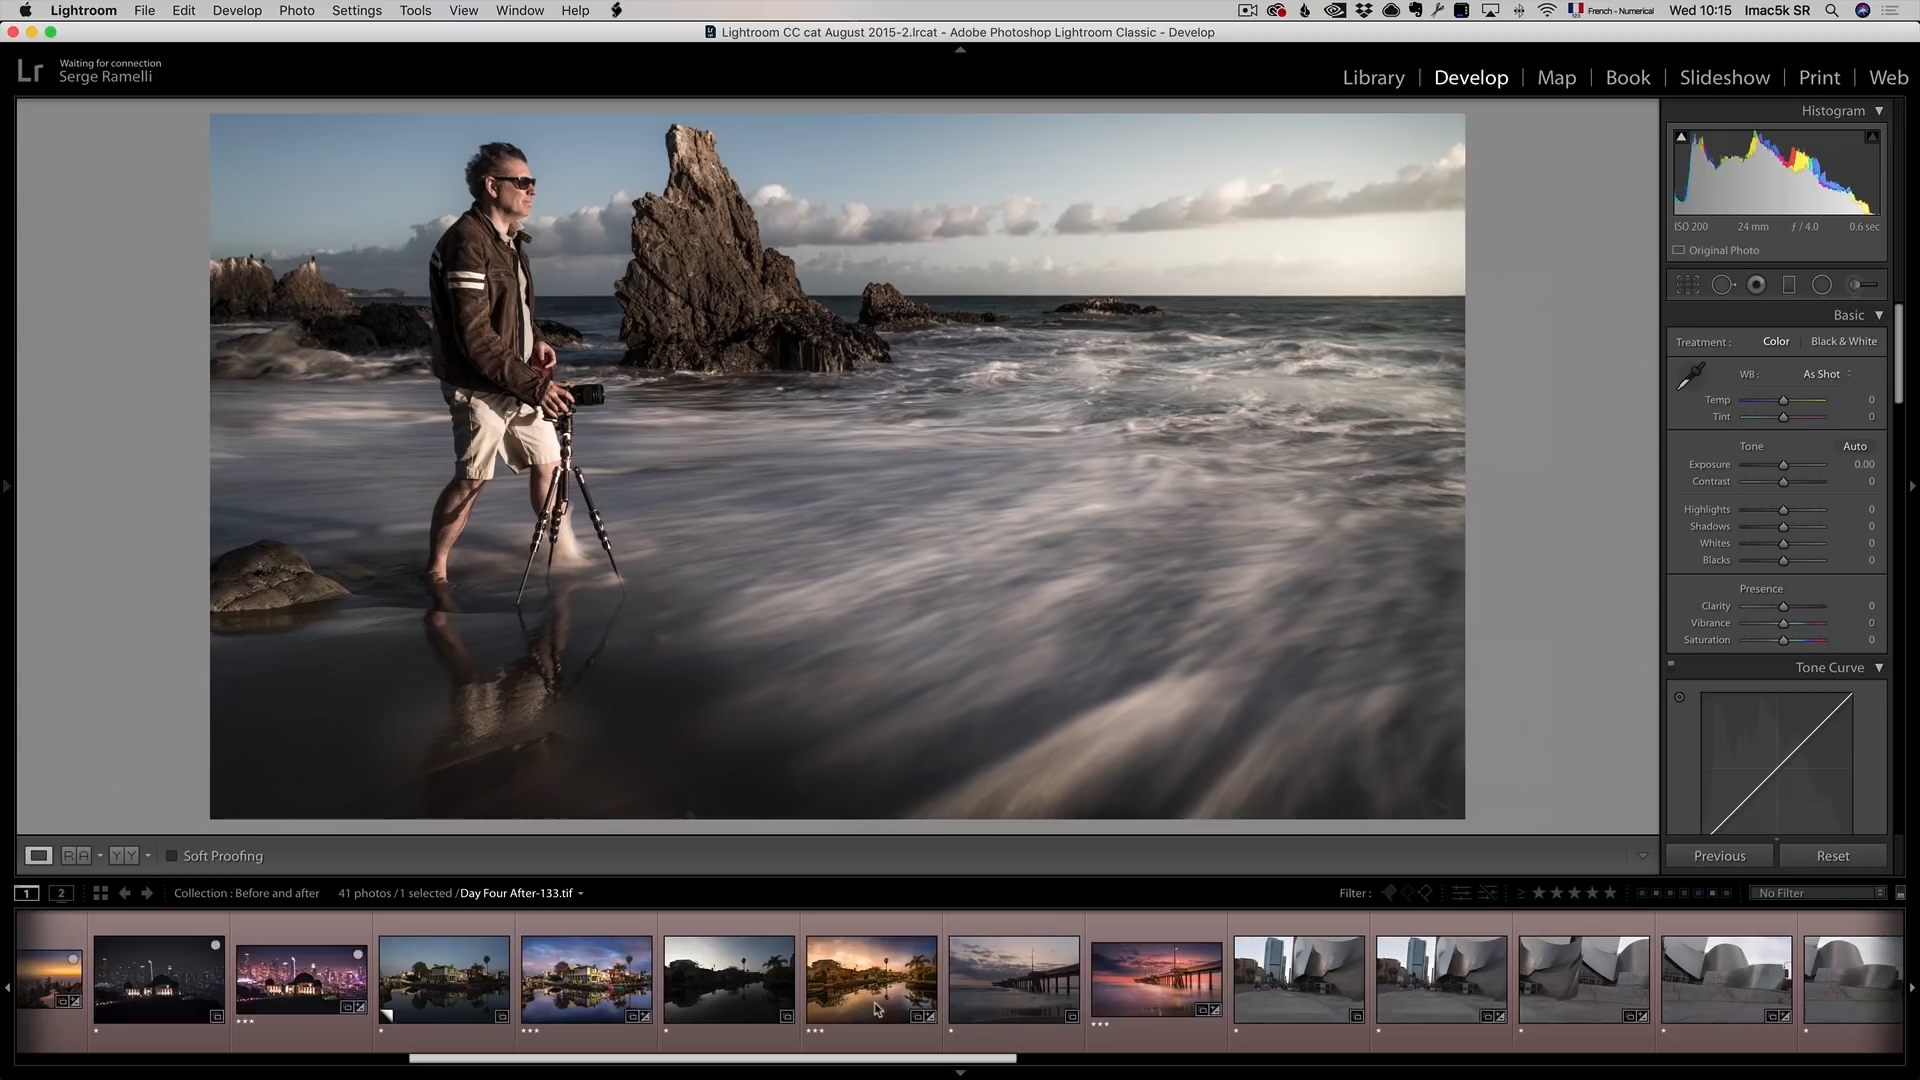 Lightroom File Edit Develop Photo Settings Tools View Window Help French - Numerical Wed 10:15 Imac5k SR
Lightroom CC cat August 2015-2.lrcat - Adobe Photoshop Lightroom Classic - Develop
Lr Waiting for connection
Serge Ramelli
Library | Develop | Map | Book | Slideshow | Print | Web
Histogram
ISO 200 24 mm ƒ / 4.0 0.6 sec
Original Photo
Basic
Treatment : Color Black & White
WB : As Shot
Temp 0
Tint 0
Tone Auto
Exposure 0.00
Contrast 0
Highlights 0
Shadows 0
Whites 0
Blacks 0
Presence
Clarity 0
Vibrance 0
Saturation 0
Tone Curve
R A Y Y Soft Proofing Previous Reset
1 2 Collection : Before and after 41 photos / 1 selected / Day Four After-133.tif Filter : ≥ ★★★★★ No Filter